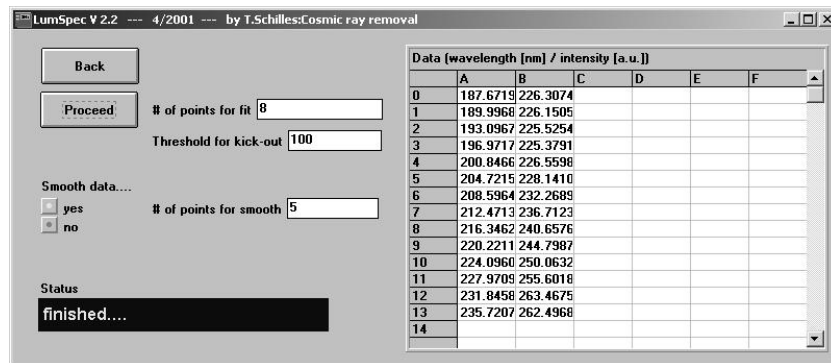 LumSpec V 2.2 --- 4/2001 --- by T.Schilles:Cosmic ray removal
Back
Proceed
# of points for fit 8
Threshold for kick-out 100
Smooth data....
yes
no
# of points for smooth 5
Status
finished....
Data (wavelength [nm] / intensity [a.u.])
A B C D E F
0 187.6719 226.3074
1 189.9968 226.1505
2 193.0967 225.5254
3 196.9717 225.3791
4 200.8466 226.5598
5 204.7215 228.1410
6 208.5964 232.2689
7 212.4713 236.7123
8 216.3462 240.6576
9 220.2211 244.7987
10 224.0960 250.0632
11 227.9709 255.6018
12 231.8458 263.4675
13 235.7207 262.4968
14